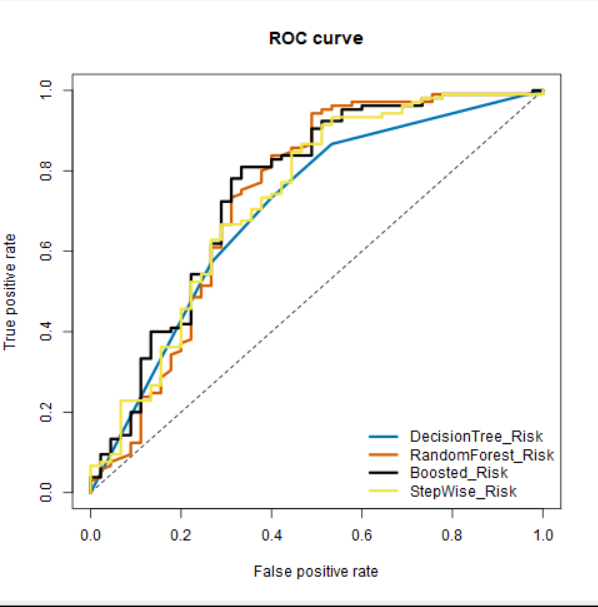 ROC curve
True positive rate
1.0
0.8
0.6
0.4
0.2
0.0
DecisionTree_Risk
RandomForest_Risk
Boosted_Risk
StepWise_Risk
0.0 0.2 0.4 0.6 0.8 1.0
False positive rate